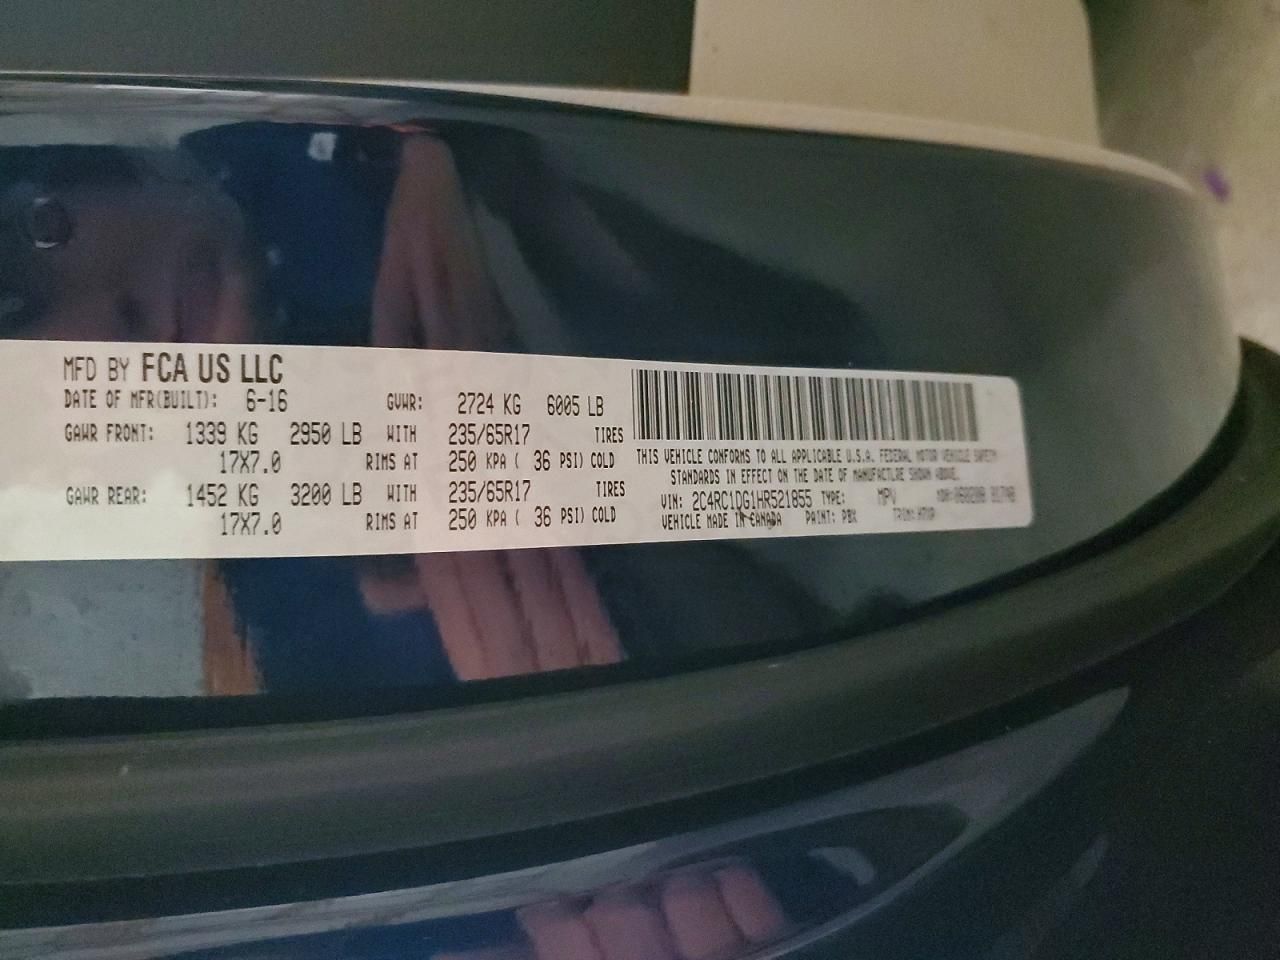 MFD BY FCA US LLC
DATE OF MFR(BUILT): 6-16 GVWR: 2724 KG 6005 LB
GAWR FRONT: 1339 KG 2950 LB WITH 235/65R17 TIRES
17X7.0 RIMS AT 250 KPA ( 36 PSI) COLD
GAWR REAR: 1452 KG 3200 LB WITH 235/65R17 TIRES
17X7.0 RIMS AT 250 KPA ( 36 PSI) COLD
THIS VEHICLE CONFORMS TO ALL APPLICABLE U.S.A. FEDERAL MOTOR VEHICLE SAFETY
STANDARDS IN EFFECT ON THE DATE OF MANUFACTURE SHOWN ABOVE.
VIN: 2C4RC1DG1HR521855 TYPE: MPV
VEHICLE MADE IN CANADA PAINT: PBX TRIM: